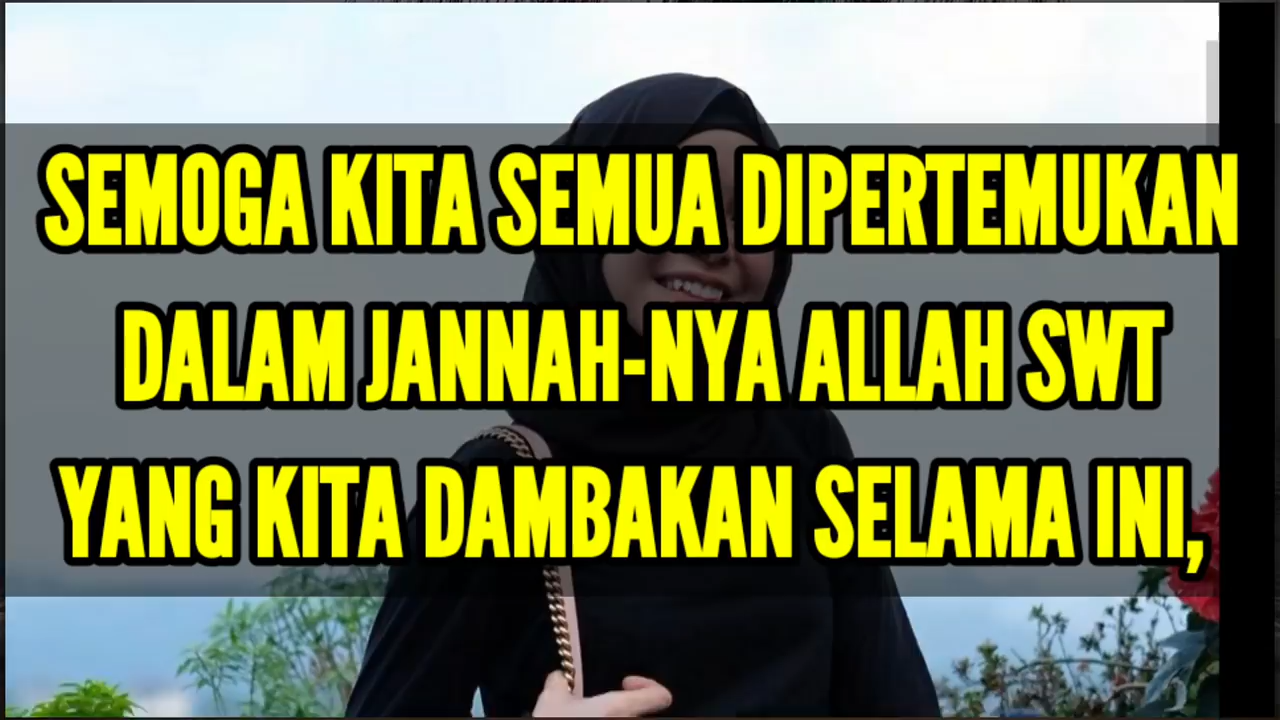 SEMOGA KITA SEMUA DIPERTEMUKAN
DALAM JANNAH-NYA ALLAH SWT
YANG KITA DAMBAKAN SELAMA INI,